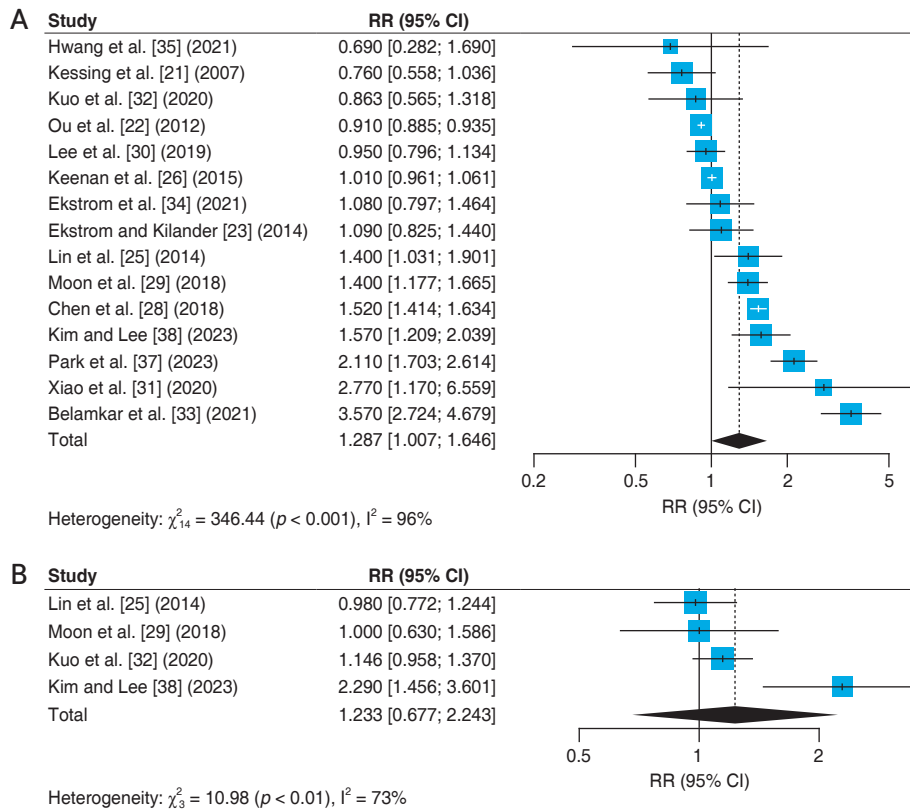 A
Study RR (95% CI)
Hwang et al. [35] (2021) 0.690 [0.282; 1.690]
Kessing et al. [21] (2007) 0.760 [0.558; 1.036]
Kuo et al. [32] (2020) 0.863 [0.565; 1.318]
Ou et al. [22] (2012) 0.910 [0.885; 0.935]
Lee et al. [30] (2019) 0.950 [0.796; 1.134]
Keenan et al. [26] (2015) 1.010 [0.961; 1.061]
Ekstrom et al. [34] (2021) 1.080 [0.797; 1.464]
Ekstrom and Kilander [23] (2014) 1.090 [0.825; 1.440]
Lin et al. [25] (2014) 1.400 [1.031; 1.901]
Moon et al. [29] (2018) 1.400 [1.177; 1.665]
Chen et al. [28] (2018) 1.520 [1.414; 1.634]
Kim and Lee [38] (2023) 1.570 [1.209; 2.039]
Park et al. [37] (2023) 2.110 [1.703; 2.614]
Xiao et al. [31] (2020) 2.770 [1.170; 6.559]
Belamkar et al. [33] (2021) 3.570 [2.724; 4.679]
Total 1.287 [1.007; 1.646]
0.2 1 2 5
RR (95% CI)
Heterogeneity: χ²₁₄ = 346.44 (p < 0.001), I² = 96%
B
Study RR (95% CI)
Lin et al. [25] (2014) 0.980 [0.772; 1.244]
Moon et al. [29] (2018) 1.000 [0.630; 1.586]
Kuo et al. [32] (2020) 1.146 [0.958; 1.370]
Kim and Lee [38] (2023) 2.290 [1.456; 3.601]
Total 1.233 [0.677; 2.243]
0.5 1 2
RR (95% CI)
Heterogeneity: χ²₃ = 10.98 (p < 0.01), I² = 73%